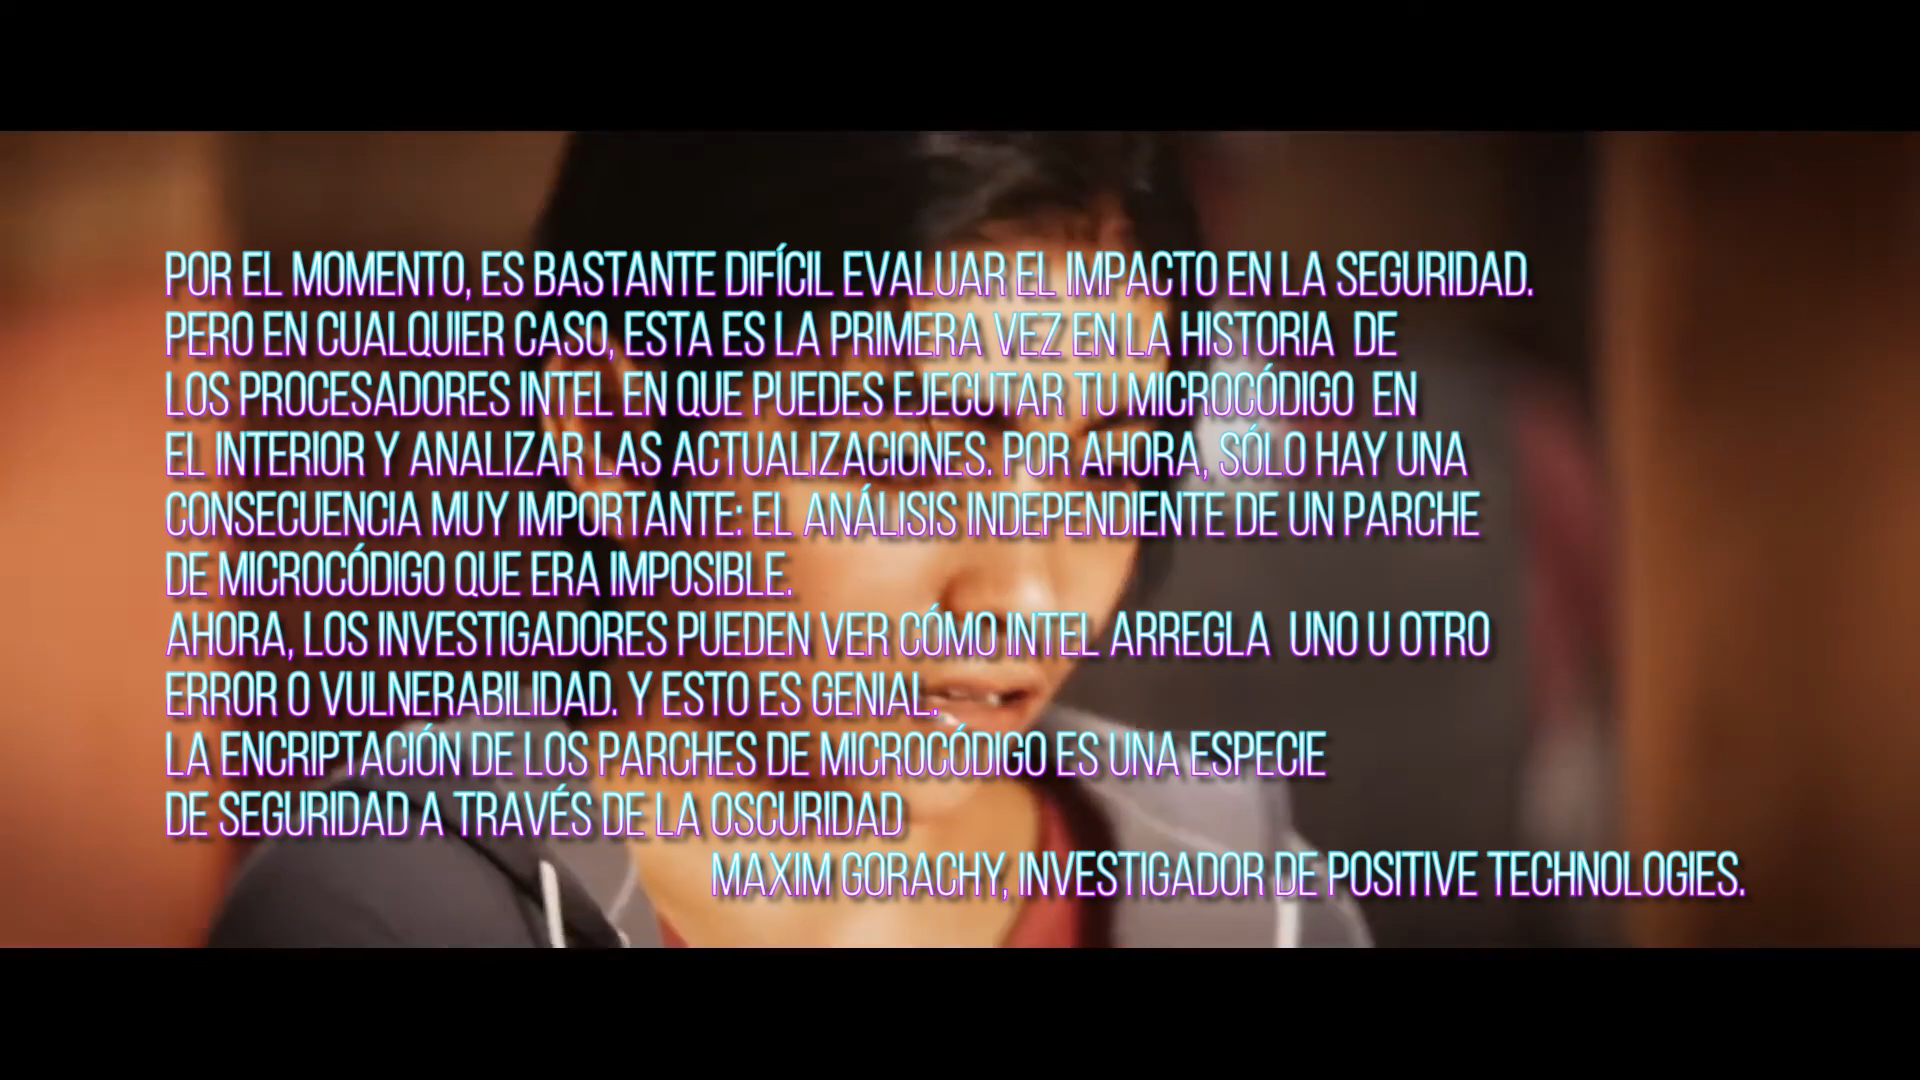 POR EL MOMENTO, ES BASTANTE DIFÍCIL EVALUAR EL IMPACTO EN LA SEGURIDAD.
PERO EN CUALQUIER CASO, ESTA ES LA PRIMERA VEZ EN LA HISTORIA DE
LOS PROCESADORES INTEL EN QUE PUEDES EJECUTAR TU MICROCÓDIGO EN
EL INTERIOR Y ANALIZAR LAS ACTUALIZACIONES. POR AHORA, SÓLO HAY UNA
CONSECUENCIA MUY IMPORTANTE: EL ANÁLISIS INDEPENDIENTE DE UN PARCHE
DE MICROCÓDIGO QUE ERA IMPOSIBLE.
AHORA, LOS INVESTIGADORES PUEDEN VER CÓMO INTEL ARREGLA UNO U OTRO
ERROR O VULNERABILIDAD. Y ESTO ES GENIAL.
LA ENCRIPTACIÓN DE LOS PARCHES DE MICROCÓDIGO ES UNA ESPECIE
DE SEGURIDAD A TRAVÉS DE LA OSCURIDAD
MAXIM GORACHY, INVESTIGADOR DE POSITIVE TECHNOLOGIES.